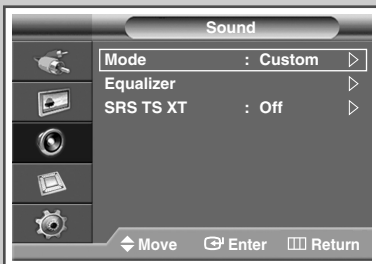 Sound
Mode : Custom
Equalizer
SRS TS XT : Off
Move Enter Return